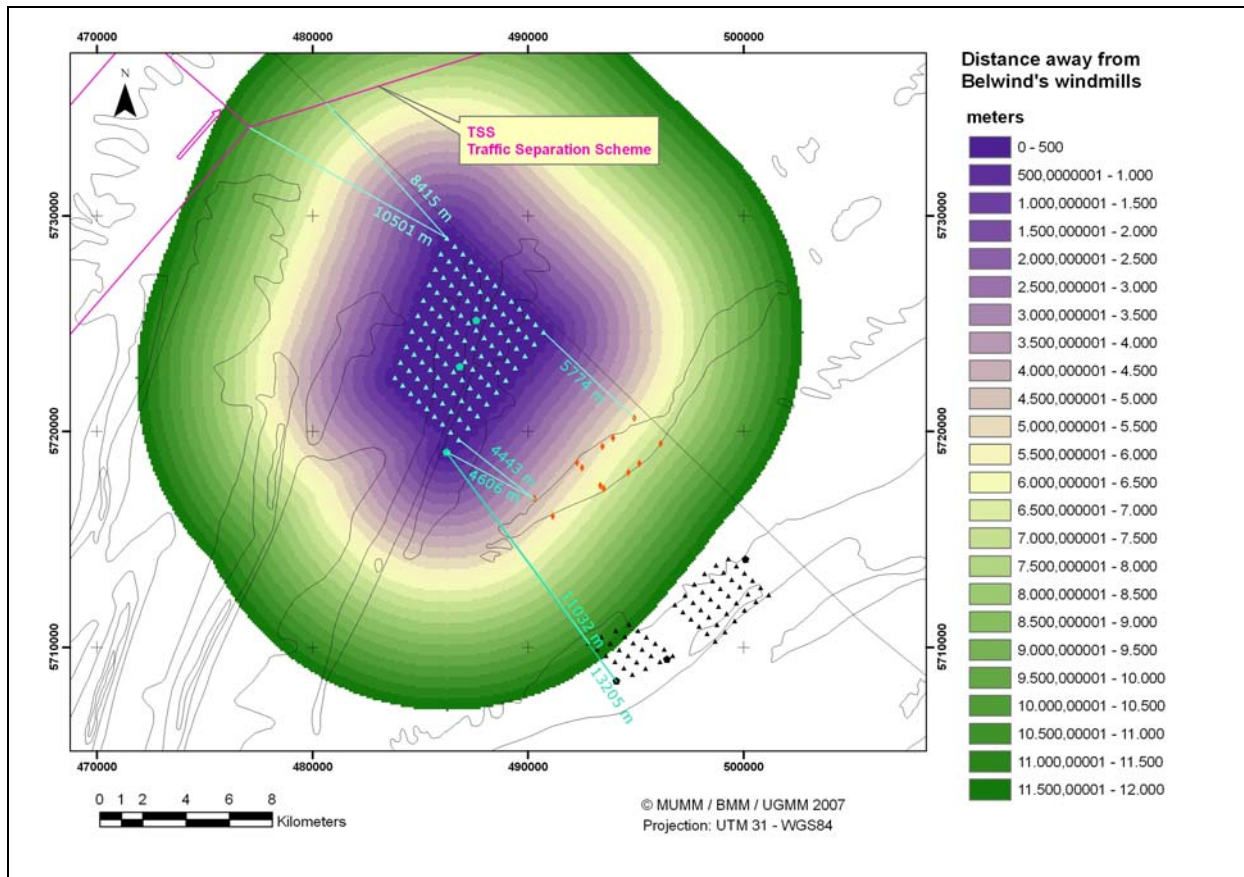 470000 480000 490000 500000
N
TSS
Traffic Separation Scheme
8415 m
10501 m
5774 m
4443 m
4606 m
11032 m
13205 m
5730000 5730000
5720000 5720000
5710000 5710000
470000 480000 490000 500000
0 1 2 4 6 8
Kilometers
© MUMM / BMM / UGMM 2007
Projection: UTM 31 - WGS84
Distance away from
Belwind's windmills
meters
0 - 500
500,0000001 - 1.000
1.000,000001 - 1.500
1.500,000001 - 2.000
2.000,000001 - 2.500
2.500,000001 - 3.000
3.000,000001 - 3.500
3.500,000001 - 4.000
4.000,000001 - 4.500
4.500,000001 - 5.000
5.000,000001 - 5.500
5.500,000001 - 6.000
6.000,000001 - 6.500
6.500,000001 - 7.000
7.000,000001 - 7.500
7.500,000001 - 8.000
8.000,000001 - 8.500
8.500,000001 - 9.000
9.000,000001 - 9.500
9.500,000001 - 10.000
10.000,00001 - 10.500
10.500,00001 - 11.000
11.000,00001 - 11.500
11.500,00001 - 12.000